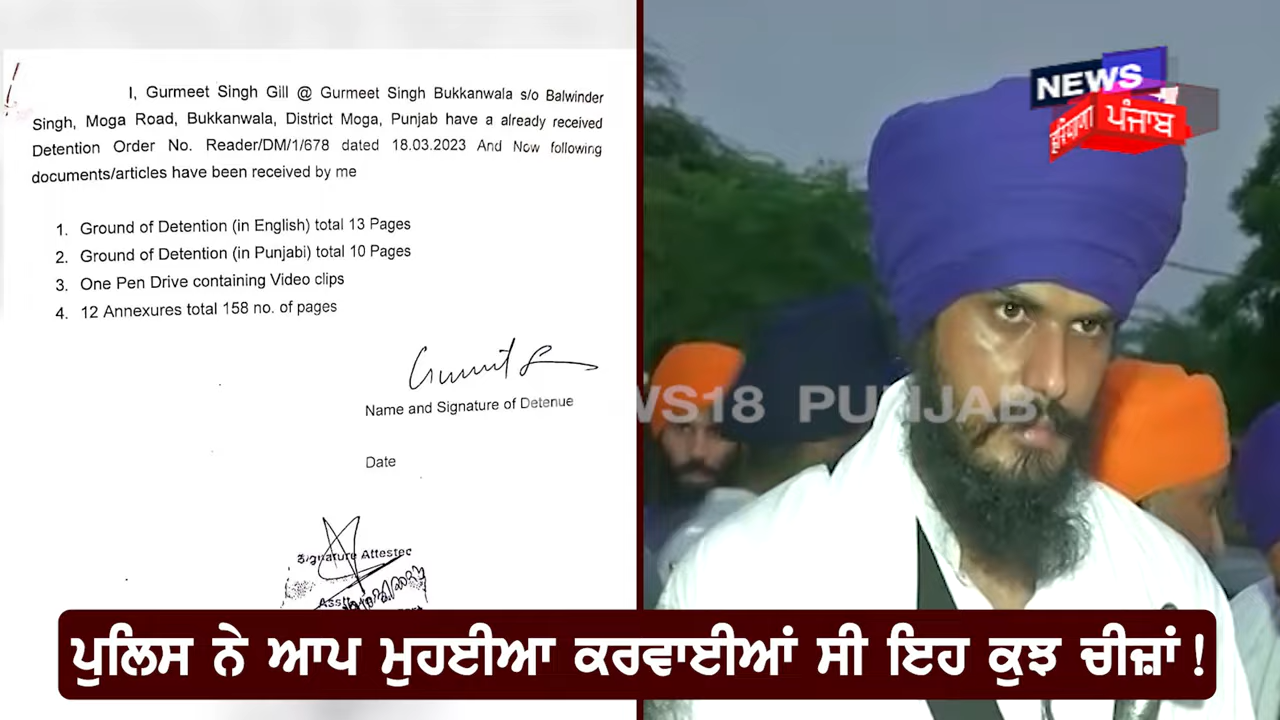 I, Gurmeet Singh Gill @ Gurmeet Singh Bukkanwala s/o Balwinder
Singh, Moga Road, Bukkanwala, District Moga, Punjab have a already received
Detention Order No. Reader/DM/1/678 dated 18.03.2023 And Now following
documents/articles have been received by me
1. Ground of Detention (in English) total 13 Pages
2. Ground of Detention (in Punjabi) total 10 Pages
3. One Pen Drive containing Video clips
4. 12 Annexures total 158 no. of pages
Name and Signature of Detenue
Date
Signature Attested
NEWS
ਹਰਿਆਣਾ ਪੰਜਾਬ
WS18 PUNJAB
ਪੁਲਿਸ ਨੇ ਆਪ ਮੁਹਈਆ ਕਰਵਾਈਆਂ ਸੀ ਇਹ ਕੁਝ ਚੀਜ਼ਾਂ !